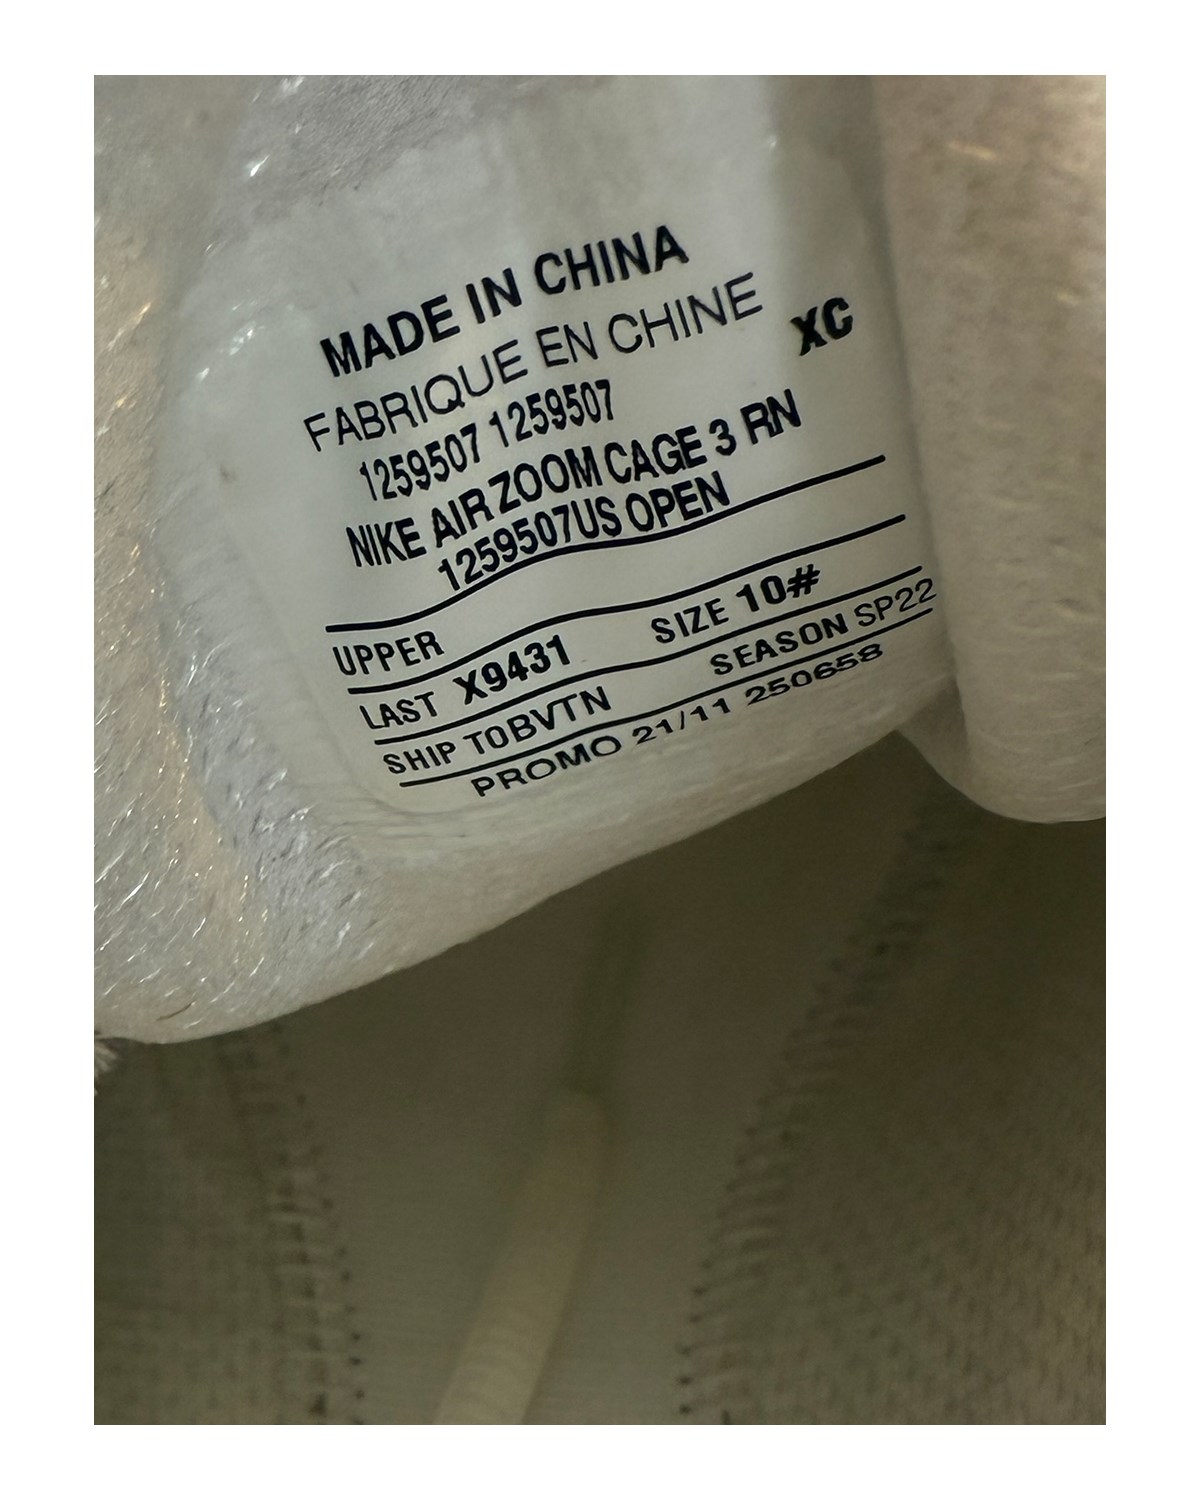 MADE IN CHINA
FABRIQUE EN CHINE
XC
1259507 1259507
NIKE AIR ZOOM CAGE 3 RN
1259507US OPEN
UPPER
LAST X9431 SIZE 10#
SHIP TOBVTN SEASON SP22
PROMO 21/11 250658